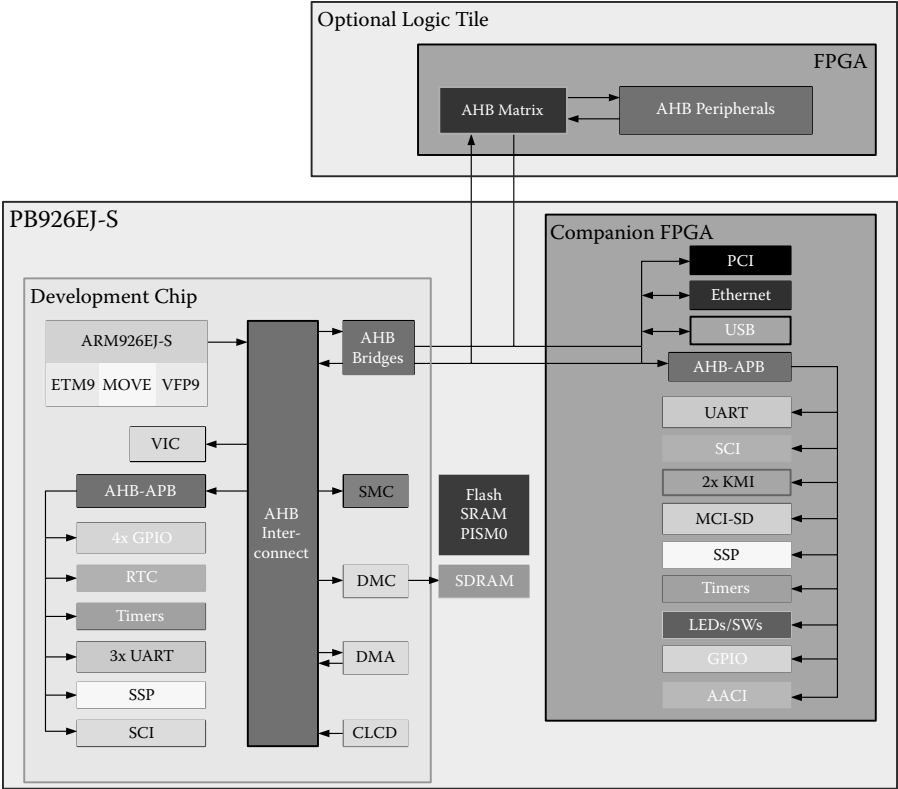 Optional Logic Tile
FPGA
AHB Matrix
AHB Peripherals
PB926EJ-S
Companion FPGA
PCI
Ethernet
USB
AHB-APB
UART
SCI
2x KMI
MCI-SD
SSP
Timers
LEDs/SWs
GPIO
AACI
Development Chip
ARM926EJ-S
ETM9 MOVE VFP9
VIC
AHB-APB
4x GPIO
RTC
Timers
3x UART
SSP
SCI
AHB
Inter-
connect
AHB
Bridges
SMC
DMC
DMA
CLCD
Flash
SRAM
PISM0
SDRAM